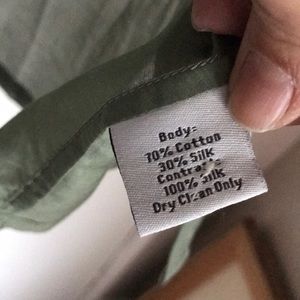 Body:
70% Cotton
30% Silk
Contrast:
100% Silk
Dry Clean Only